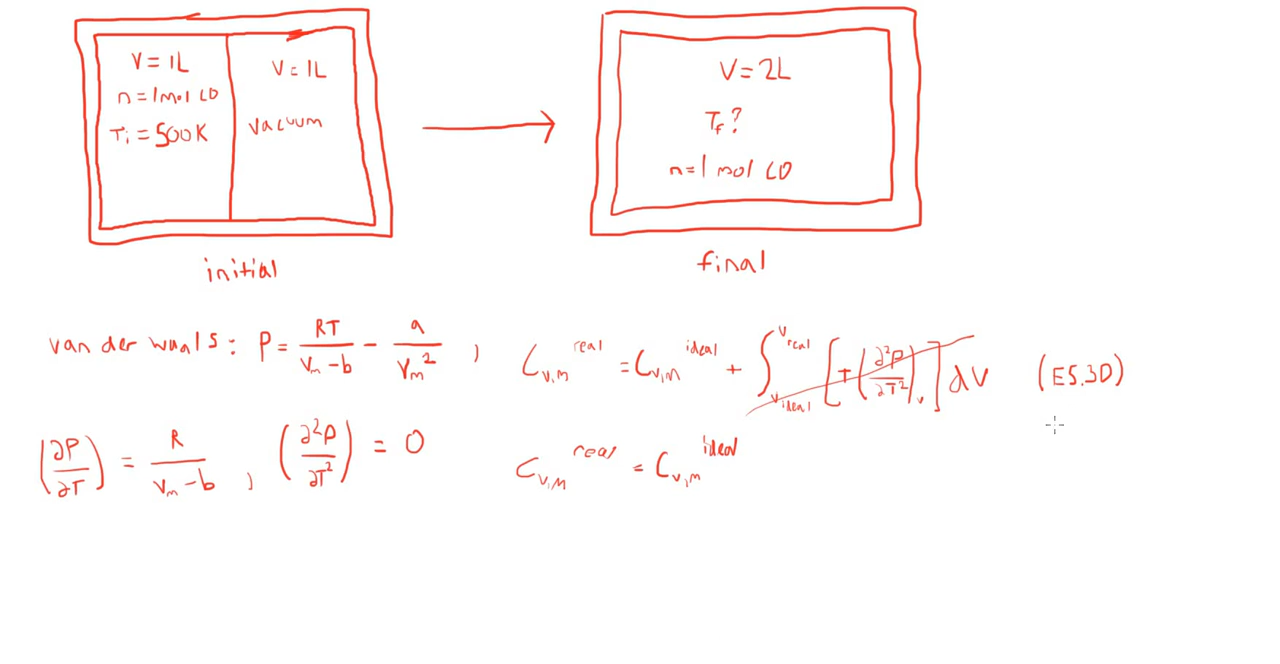 V = 1L
n = 1 mol CO
Ti = 500K
V = 1L
Vacuum
initial
V = 2L
Tf?
n = 1 mol CO
final
van der waals: P = RT/(Vm - b) - a/Vm², Cv,m^real = Cv,m^ideal + ∫_{Videal}^{Vreal} [T(∂²P/∂T²)v] dV (E5.3D)
(∂P/∂T) = R/(Vm - b), (∂²P/∂T²) = 0
Cv,m^real = Cv,m^ideal